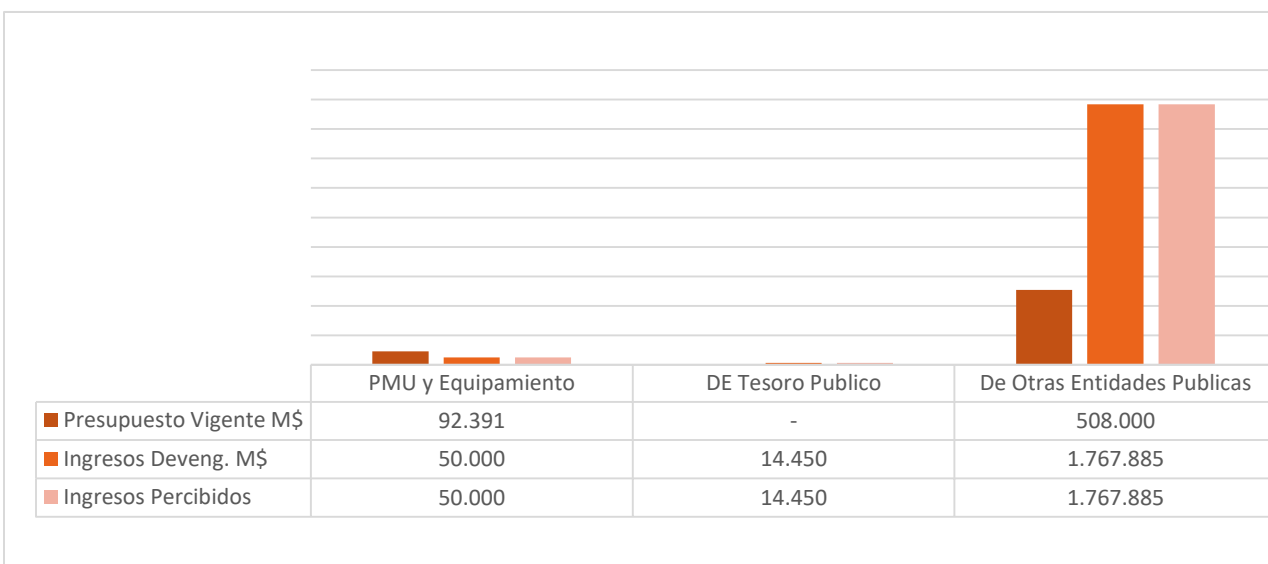 PMU y Equipamiento DE Tesoro Publico De Otras Entidades Publicas
Presupuesto Vigente M$ 92.391 - 508.000
Ingresos Deveng. M$ 50.000 14.450 1.767.885
Ingresos Percibidos 50.000 14.450 1.767.885